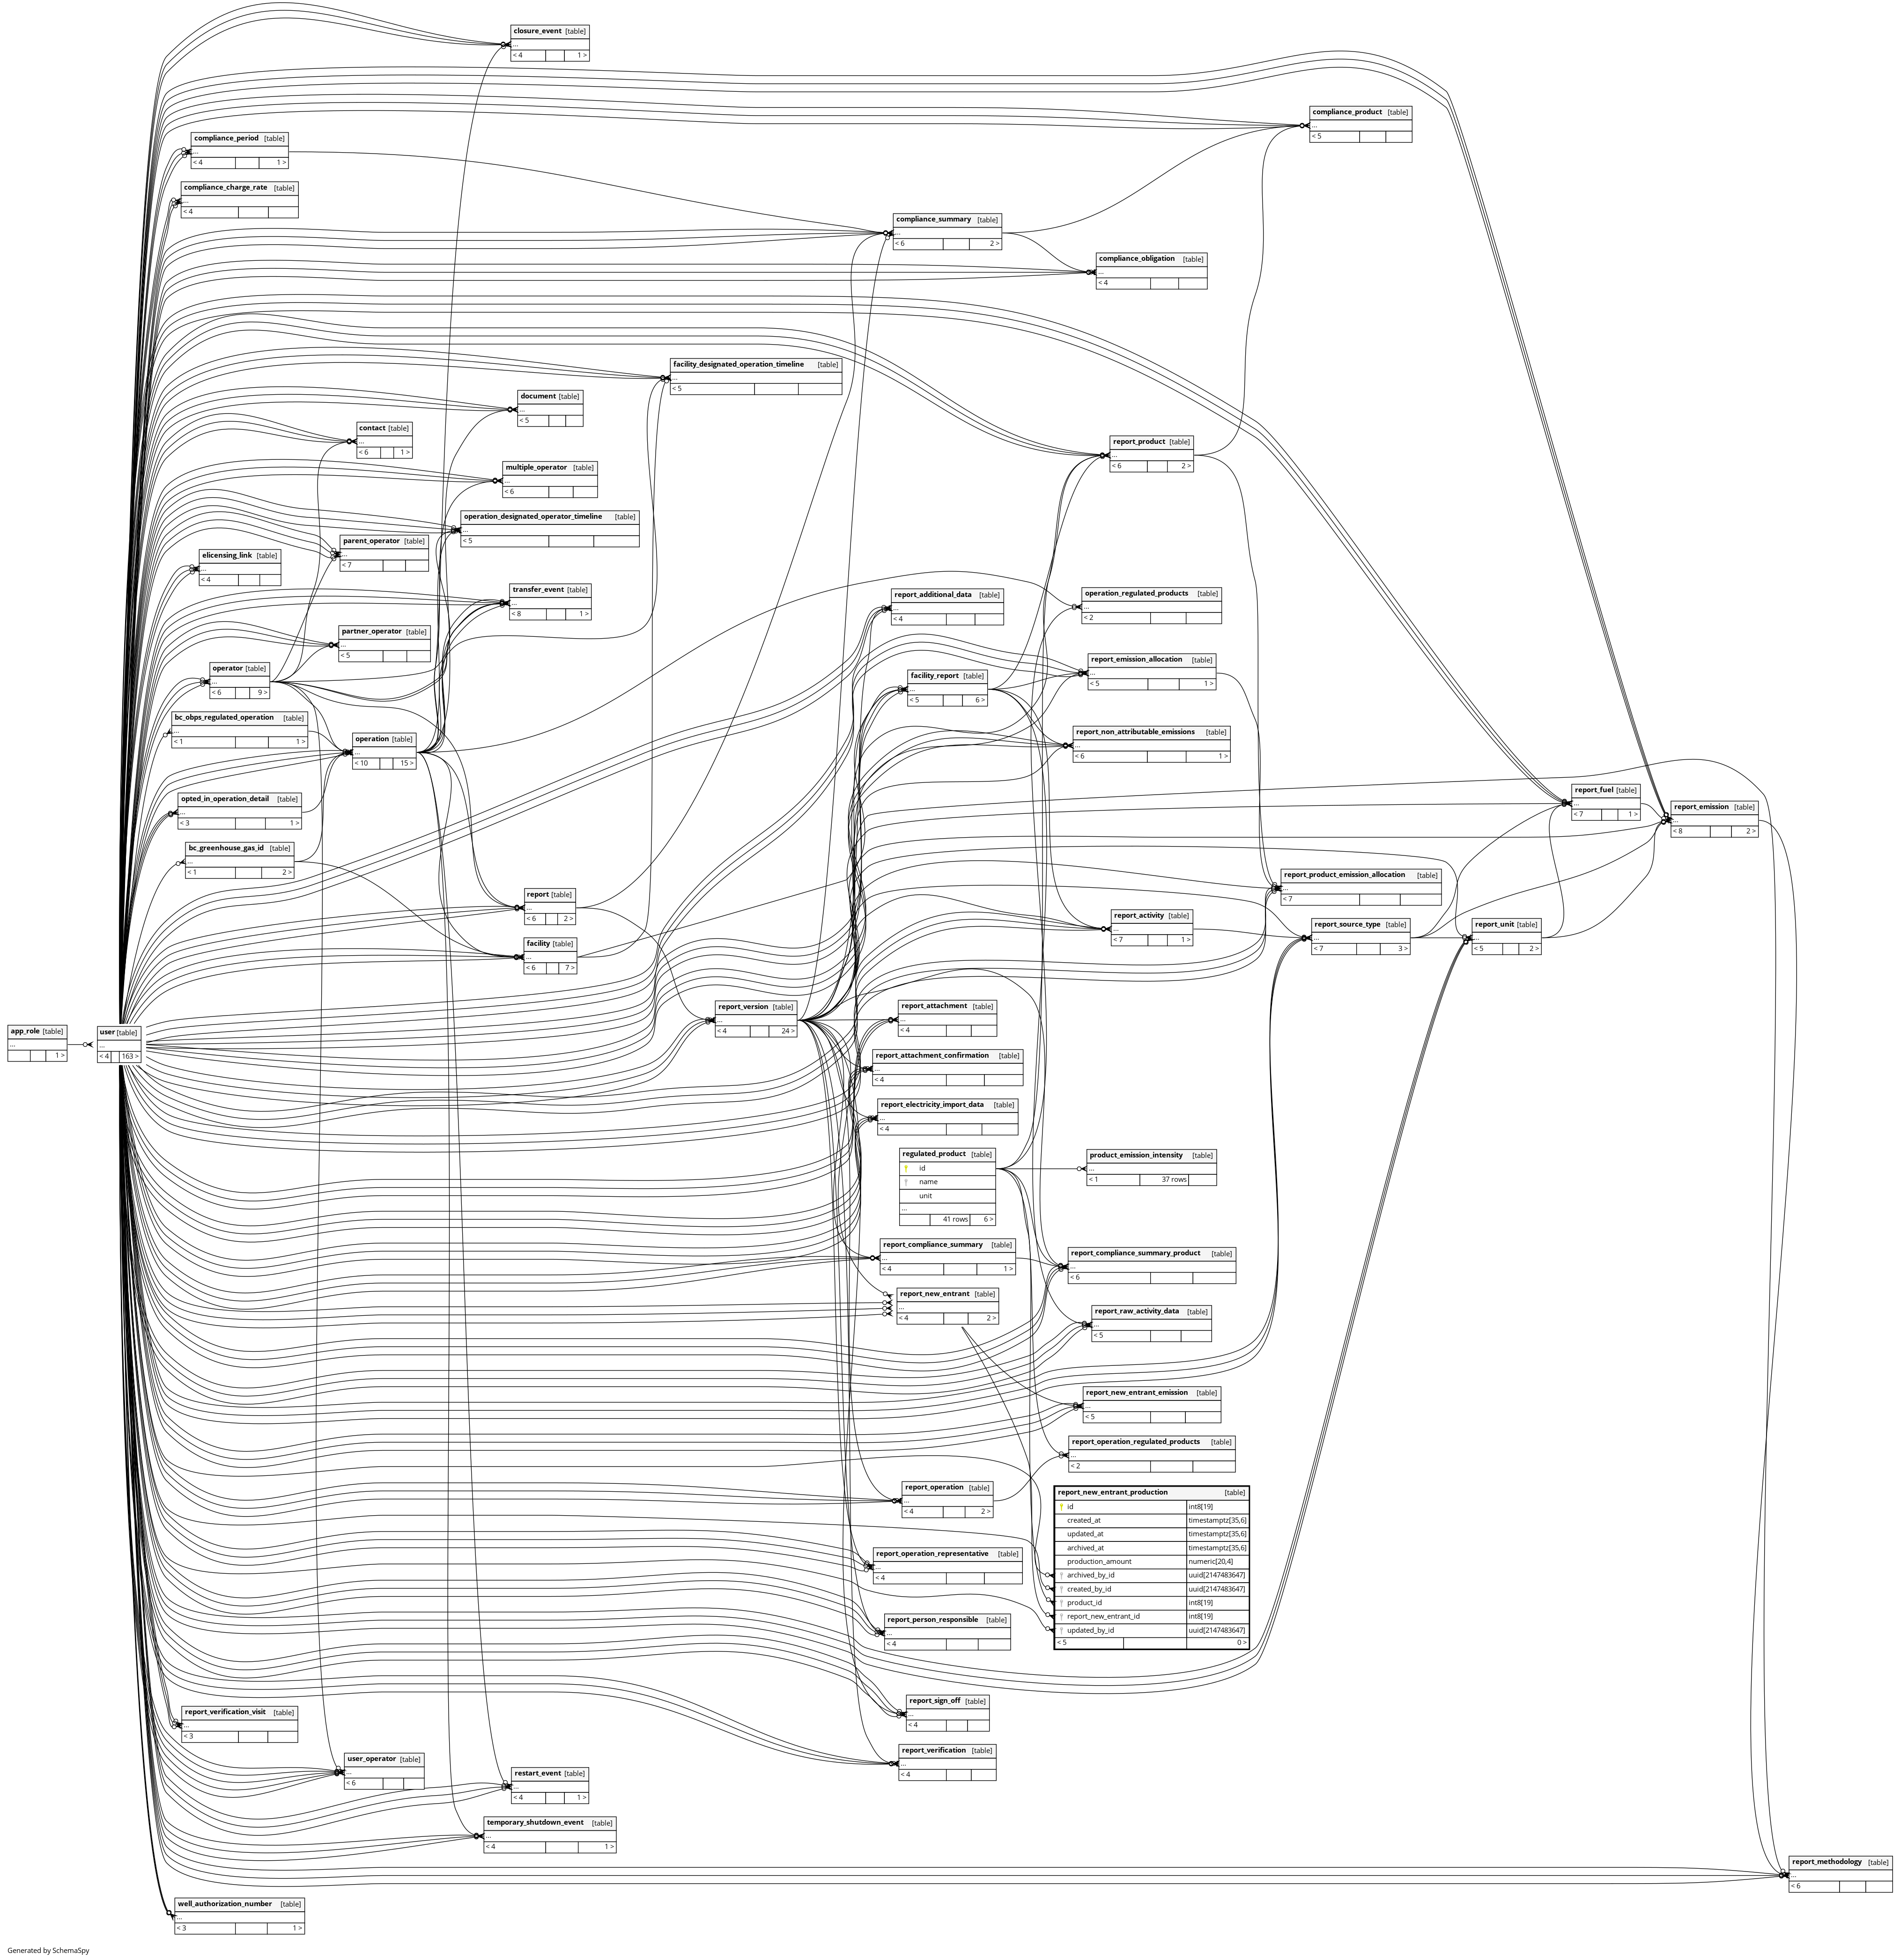 closure_event [table]
...
< 4 1 >
compliance_product [table]
...
< 5
compliance_period [table]
...
< 4 1 >
compliance_charge_rate [table]
...
< 4
compliance_summary [table]
...
< 6 2 >
compliance_obligation [table]
...
< 4
facility_designated_operation_timeline [table]
...
< 5
document [table]
...
< 5
contact [table]
...
< 6 1 >
report_product [table]
...
< 6 2 >
multiple_operator [table]
...
< 6
operation_designated_operator_timeline [table]
...
< 5
parent_operator [table]
...
< 7
elicensing_link [table]
...
< 4
transfer_event [table]
...
< 8 1 >
report_additional_data [table]
...
< 4
operation_regulated_products [table]
...
< 2
partner_operator [table]
...
< 5
report_emission_allocation [table]
...
< 5 1 >
operator [table]
...
< 6 9 >
facility_report [table]
...
< 5 6 >
bc_obps_regulated_operation [table]
...
< 1 1 >
report_non_attributable_emissions [table]
...
< 6 1 >
operation [table]
...
< 10 15 >
report_fuel [table]
...
< 7 1 >
opted_in_operation_detail [table]
...
< 3 1 >
report_emission [table]
...
< 8 2 >
bc_greenhouse_gas_id [table]
...
< 1 2 >
report_product_emission_allocation [table]
...
< 7
report [table]
...
< 6 2 >
report_activity [table]
...
< 7 1 >
report_source_type [table]
...
< 7 3 >
report_unit [table]
...
< 5 2 >
facility [table]
...
< 6 7 >
report_version [table]
...
< 4 24 >
report_attachment [table]
...
< 4
app_role [table]
...
1 >
user [table]
...
< 4 163 >
report_attachment_confirmation [table]
...
< 4
report_electricity_import_data [table]
...
< 4
regulated_product [table]
id
name
unit
...
41 rows 6 >
product_emission_intensity [table]
...
< 1 37 rows
report_compliance_summary [table]
...
< 4 1 >
report_compliance_summary_product [table]
...
< 6
report_new_entrant [table]
...
< 4 2 >
report_raw_activity_data [table]
...
< 5
report_new_entrant_emission [table]
...
< 5
report_operation_regulated_products [table]
...
< 2
report_operation [table]
...
< 4 2 >
report_new_entrant_production [table]
id int8[19]
created_at timestamptz[35,6]
updated_at timestamptz[35,6]
archived_at timestamptz[35,6]
production_amount numeric[20,4]
archived_by_id uuid[2147483647]
created_by_id uuid[2147483647]
product_id int8[19]
report_new_entrant_id int8[19]
updated_by_id uuid[2147483647]
< 5 0 >
report_operation_representative [table]
...
< 4
report_person_responsible [table]
...
< 4
report_sign_off [table]
...
< 4
report_verification_visit [table]
...
< 3
report_verification [table]
...
< 4
user_operator [table]
...
< 6
restart_event [table]
...
< 4 1 >
temporary_shutdown_event [table]
...
< 4 1 >
report_methodology [table]
...
< 6
well_authorization_number [table]
...
< 3 1 >
Generated by SchemaSpy